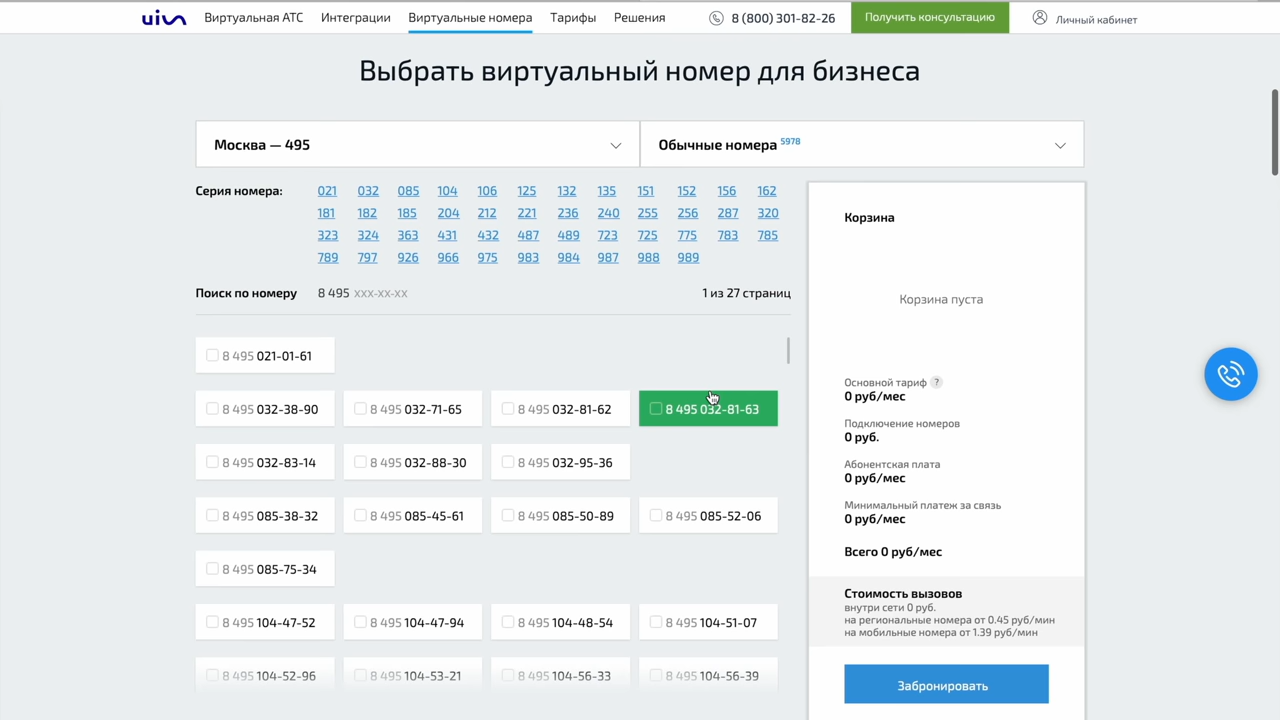 uis Виртуальная АТС Интеграции Виртуальные номера Тарифы Решения 8 (800) 301-82-26 Получить консультацию Личный кабинет
Выбрать виртуальный номер для бизнеса
Москва — 495 Обычные номера 5978
Серия номера: 021 032 085 104 106 125 132 135 151 152 156 162
181 182 185 204 212 221 236 240 255 256 287 320
323 324 363 431 432 487 489 723 725 775 783 785
789 797 926 966 975 983 984 987 988 989
Поиск по номеру 8 495 xxx-xx-xx 1 из 27 страниц
8 495 021-01-61
8 495 032-38-90 8 495 032-71-65 8 495 032-81-62 8 495 032-81-63
8 495 032-83-14 8 495 032-88-30 8 495 032-95-36
8 495 085-38-32 8 495 085-45-61 8 495 085-50-89 8 495 085-52-06
8 495 085-75-34
8 495 104-47-52 8 495 104-47-94 8 495 104-48-54 8 495 104-51-07
8 495 104-52-96 8 495 104-53-21 8 495 104-56-33 8 495 104-56-39
Корзина
Корзина пуста
Основной тариф ?
0 руб/мес
Подключение номеров
0 руб.
Абонентская плата
0 руб/мес
Минимальный платеж за связь
0 руб/мес
Всего 0 руб/мес
Стоимость вызовов
внутри сети 0 руб.
на региональные номера от 0.45 руб/мин
на мобильные номера от 1.39 руб/мин
Забронировать